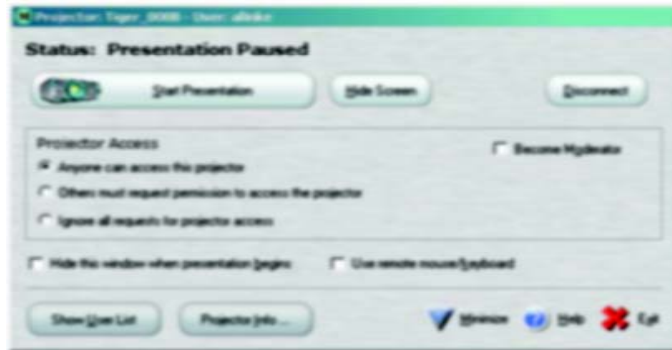 Projector: Tiger_0008 - User: alinke
Status: Presentation Paused
Start Presentation
Hide Screen
Disconnect
Projector Access
Become Moderator
Anyone can access this projector
Others must request permission to access the projector
Ignore all requests for projector access
Hide this window when presentation begins
Use remote mouse/keyboard
Show User List
Projector Info ...
Minimize
Help
Exit